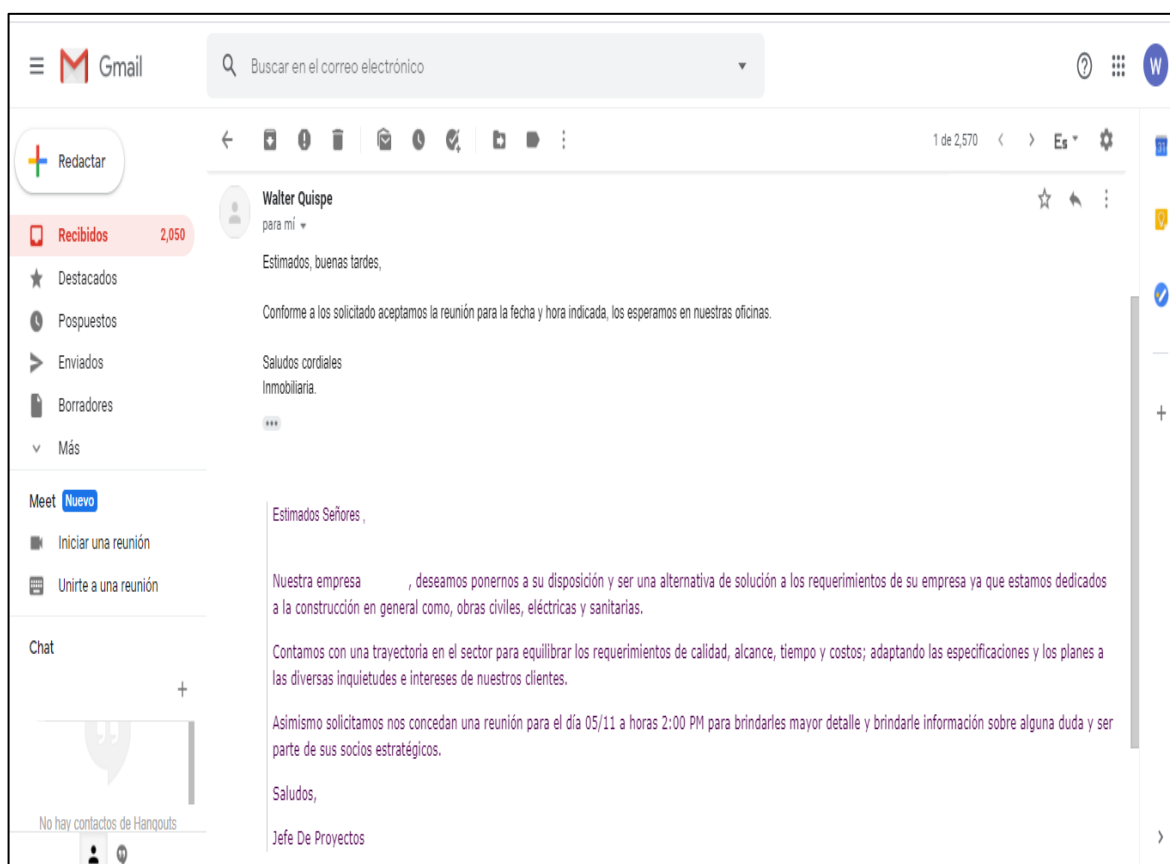 Gmail
Buscar en el correo electrónico
W
Redactar
1 de 2,570
Es
31
Recibidos 2,050
Destacados
Pospuestos
Enviados
Borradores
Más
Meet Nuevo
Iniciar una reunión
Unirte a una reunión
Chat
No hay contactos de Hangouts
Walter Quispe
para mí
Estimados, buenas tardes,
Conforme a los solicitado aceptamos la reunión para la fecha y hora indicada, los esperamos en nuestras oficinas.
Saludos cordiales
Inmobiliaria.
Estimados Señores ,
Nuestra empresa , deseamos ponernos a su disposición y ser una alternativa de solución a los requerimientos de su empresa ya que estamos dedicados
a la construcción en general como, obras civiles, eléctricas y sanitarias.
Contamos con una trayectoria en el sector para equilibrar los requerimientos de calidad, alcance, tiempo y costos; adaptando las especificaciones y los planes a
las diversas inquietudes e intereses de nuestros clientes.
Asimismo solicitamos nos concedan una reunión para el día 05/11 a horas 2:00 PM para brindarles mayor detalle y brindarle información sobre alguna duda y ser
parte de sus socios estratégicos.
Saludos,
Jefe De Proyectos